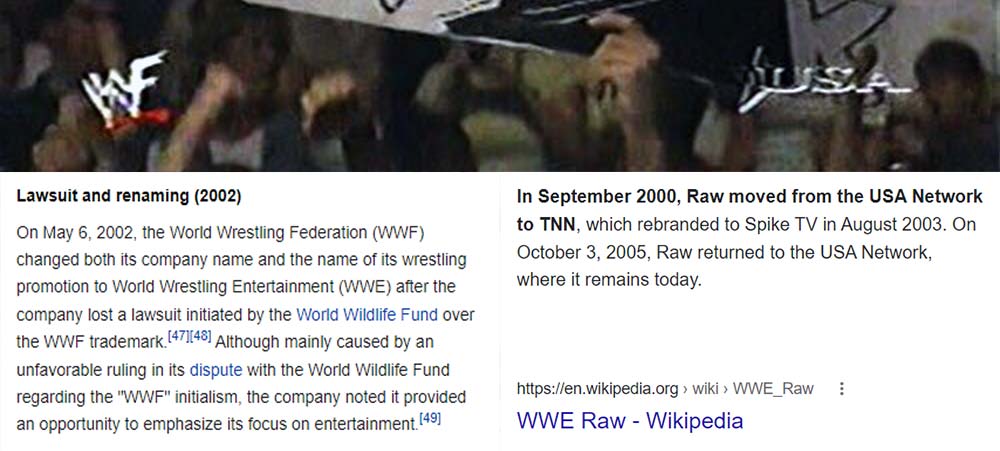 WF
USA
Lawsuit and renaming (2002)
On May 6, 2002, the World Wrestling Federation (WWF)
changed both its company name and the name of its wrestling
promotion to World Wrestling Entertainment (WWE) after the
company lost a lawsuit initiated by the World Wildlife Fund over
the WWF trademark.[47][48] Although mainly caused by an
unfavorable ruling in its dispute with the World Wildlife Fund
regarding the "WWF" initialism, the company noted it provided
an opportunity to emphasize its focus on entertainment.[49]
In September 2000, Raw moved from the USA Network
to TNN, which rebranded to Spike TV in August 2003. On
October 3, 2005, Raw returned to the USA Network,
where it remains today.
https://en.wikipedia.org › wiki › WWE_Raw
WWE Raw - Wikipedia